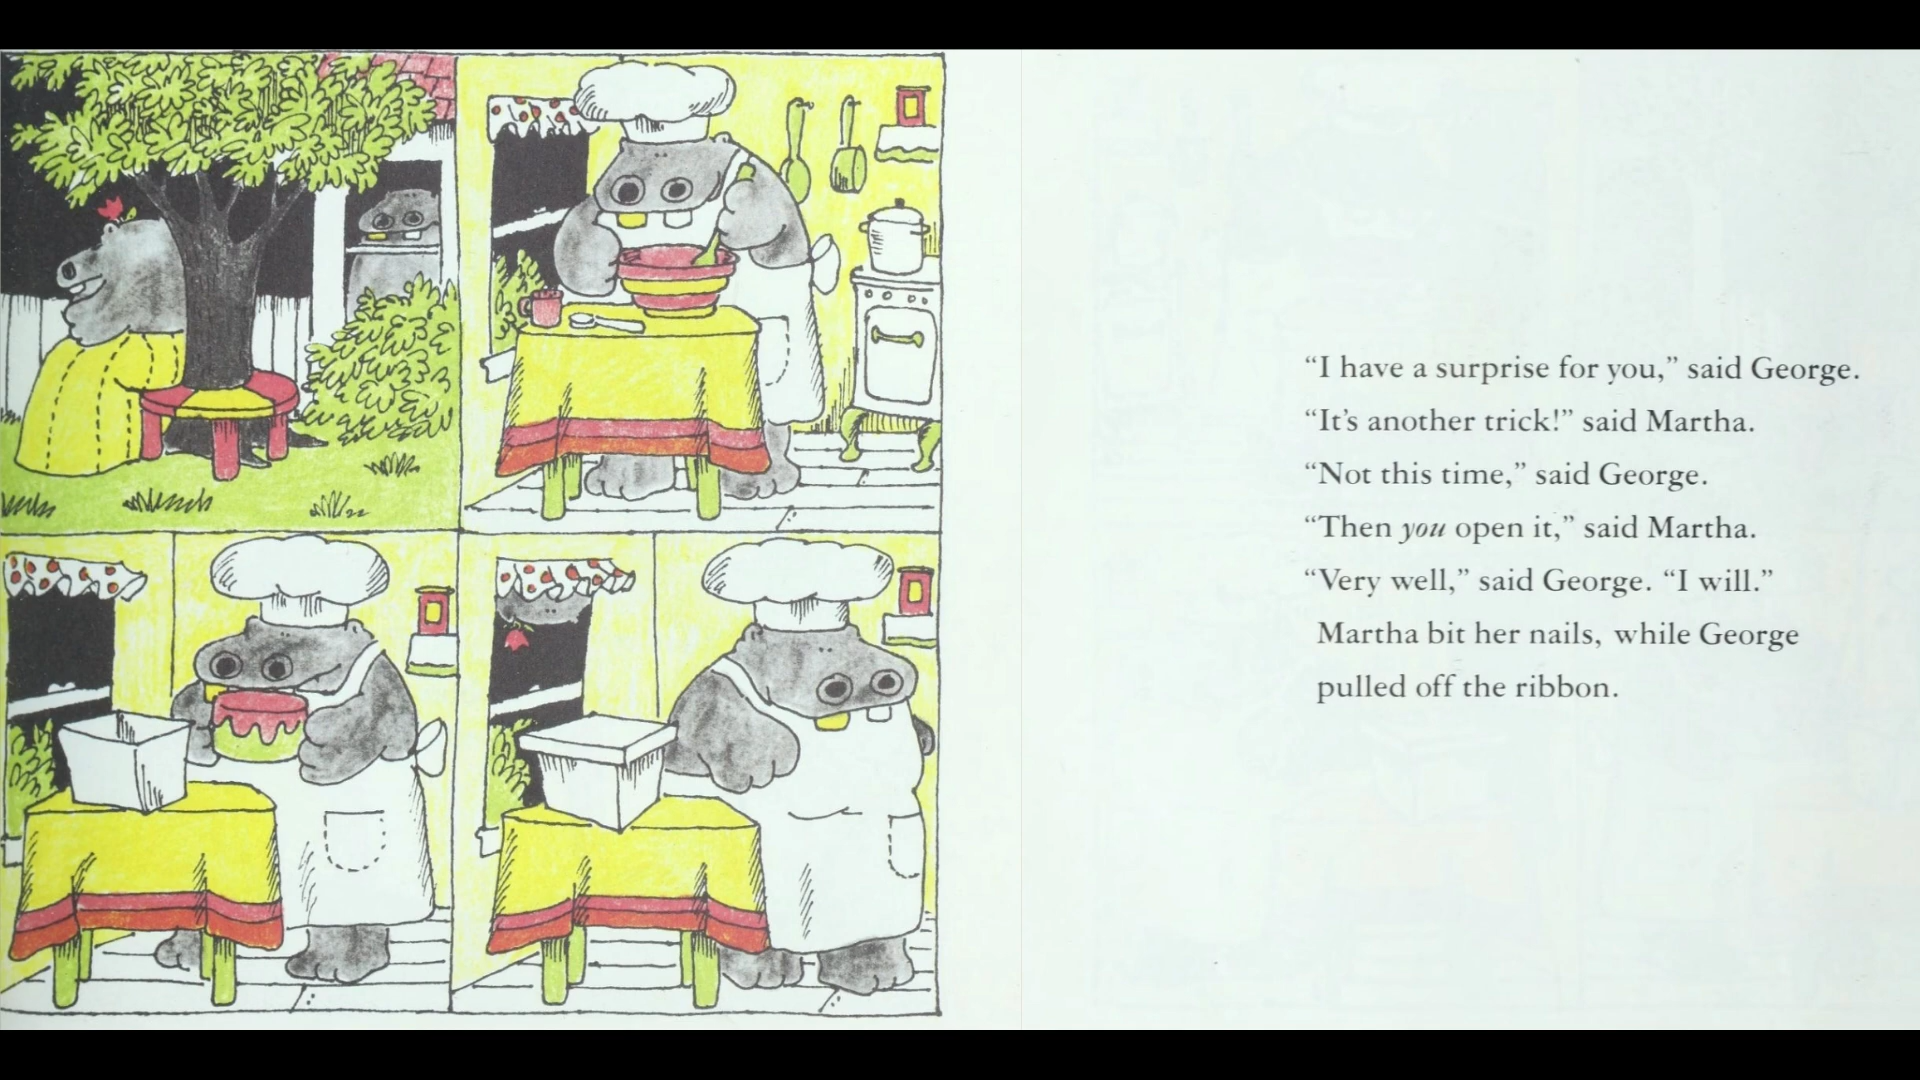 “I have a surprise for you,” said George.
“It’s another trick!” said Martha.
“Not this time,” said George.
“Then you open it,” said Martha.
“Very well,” said George. “I will.”
Martha bit her nails, while George
pulled off the ribbon.